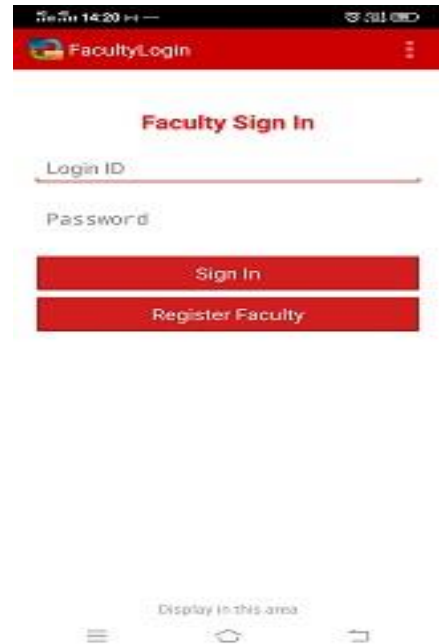 14:20
FacultyLogin
Faculty Sign In
Login ID
Password
Sign In
Register Faculty
Display in this area